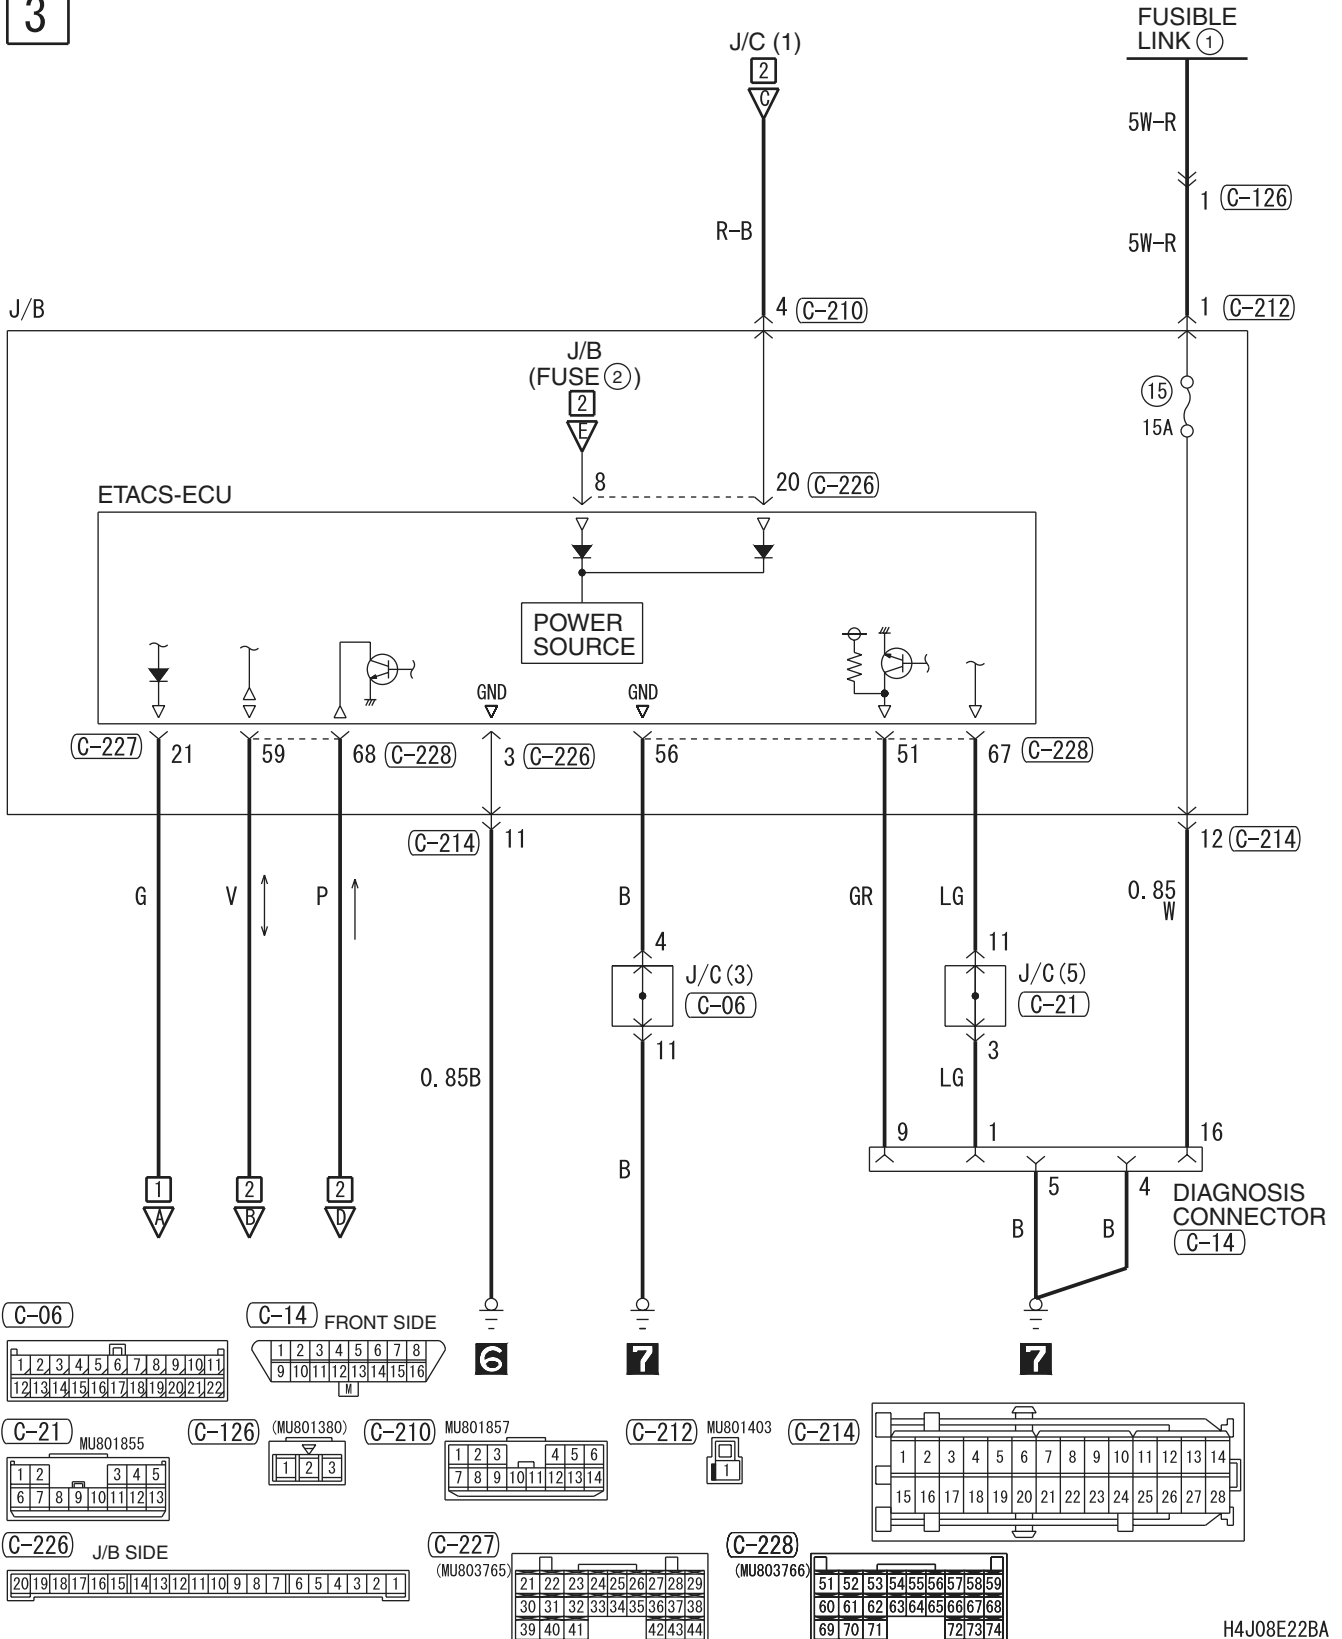 3
J/C (1)
2
C
FUSIBLE
LINK ①
5W-R
1 (C-126)
R-B
5W-R
J/B
4 (C-210)
1 (C-212)
J/B
(FUSE ②)
2
E
⑮
15A
8
20 (C-226)
ETACS-ECU
POWER
SOURCE
GND
GND
(C-227) 21
59
68 (C-228)
3 (C-226)
56
51
67 (C-228)
(C-214) 11
12 (C-214)
G
V
P
B
GR
LG
0. 85
W
4
J/C (3)
(C-06)
11
11
J/C (5)
(C-21)
3
0. 85B
LG
B
9
1
16
5
4
DIAGNOSIS
CONNECTOR
(C-14)
B
B
1
2
2
A
B
D
6
7
7
(C-06)
1 2 3 4 5 6 7 8 9 10 11
12 13 14 15 16 17 18 19 20 21 22
(C-14) FRONT SIDE
1 2 3 4 5 6 7 8
9 10 11 12 13 14 15 16
M
(C-21)
MU801855
1 2 3 4 5
6 7 8 9 10 11 12 13
(C-126) (MU801380)
1 2 3
(C-210) MU801857
1 2 3 4 5 6
7 8 9 10 11 12 13 14
(C-212) MU801403
1
(C-214)
1 2 3 4 5 6 7 8 9 10 11 12 13 14
15 16 17 18 19 20 21 22 23 24 25 26 27 28
(C-226) J/B SIDE
20 19 18 17 16 15 14 13 12 11 10 9 8 7 6 5 4 3 2 1
(C-227)
(MU803765)
21 22 23 24 25 26 27 28 29
30 31 32 33 34 35 36 37 38
39 40 41 42 43 44
(C-228)
(MU803766)
51 52 53 54 55 56 57 58 59
60 61 62 63 64 65 66 67 68
69 70 71 72 73 74
H4J08E22BA